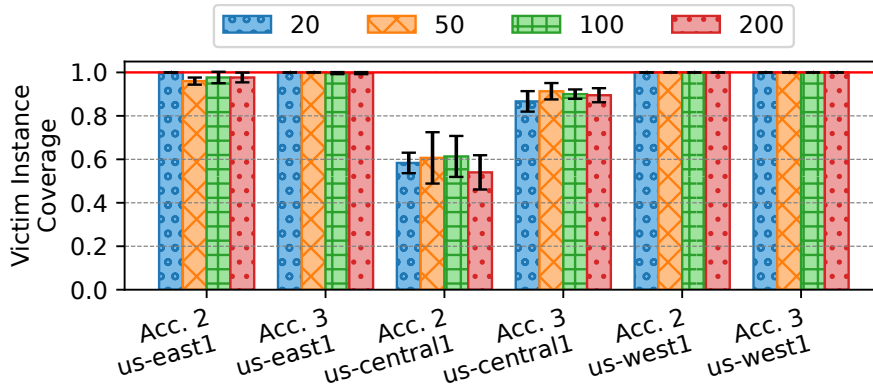 20 50 100 200
Victim Instance
Coverage
1.0
0.8
0.6
0.4
0.2
0.0
Acc. 2
us-east1
Acc. 3
us-east1
Acc. 2
us-central1
Acc. 3
us-central1
Acc. 2
us-west1
Acc. 3
us-west1